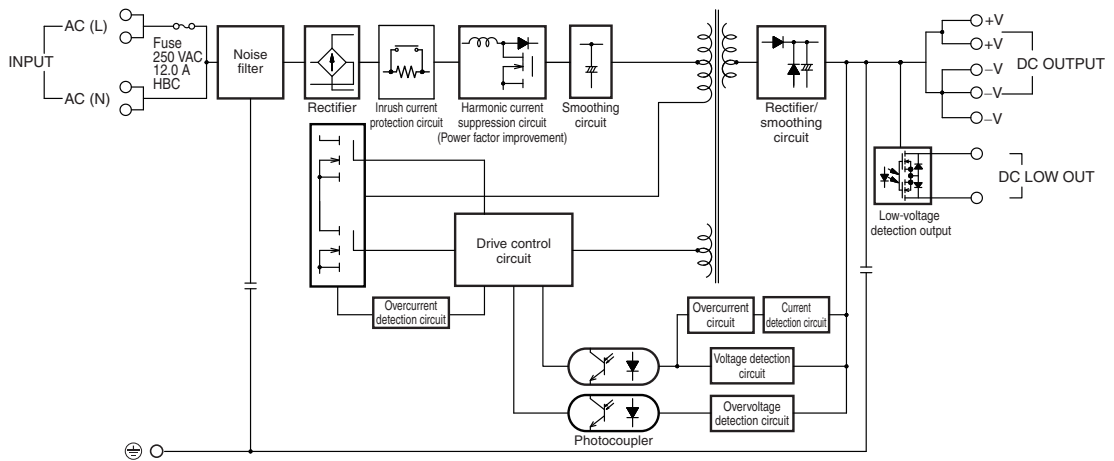 INPUT
AC (L)
AC (N)
Fuse
250 VAC
12.0 A
HBC
Noise
filter
Rectifier
Inrush current
protection circuit
Harmonic current
suppression circuit
(Power factor improvement)
Smoothing
circuit
Rectifier/
smoothing
circuit
+V
+V
−V
−V
−V
DC OUTPUT
DC LOW OUT
Low-voltage
detection output
Drive control
circuit
Overcurrent
detection circuit
Overcurrent
circuit
Current
detection circuit
Voltage detection
circuit
Overvoltage
detection circuit
Photocoupler